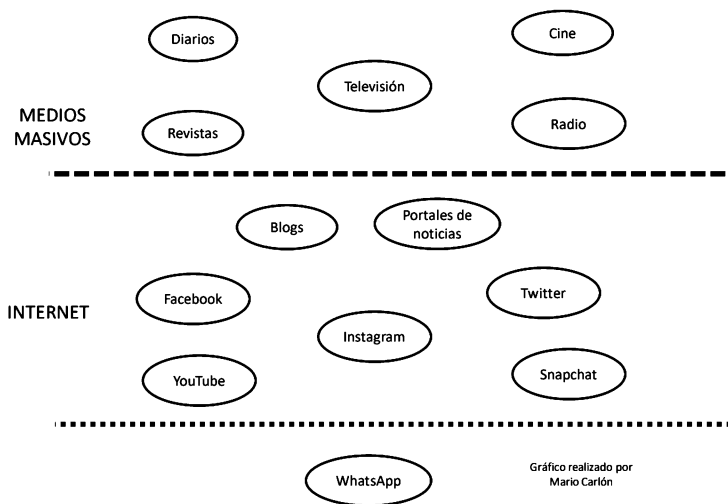 Diarios
Cine
Televisión
MEDIOS
MASIVOS
Revistas
Radio
Blogs
Portales de
noticias
Facebook
Twitter
INTERNET
Instagram
YouTube
Snapchat
WhatsApp
Gráfico realizado por
Mario Carlón